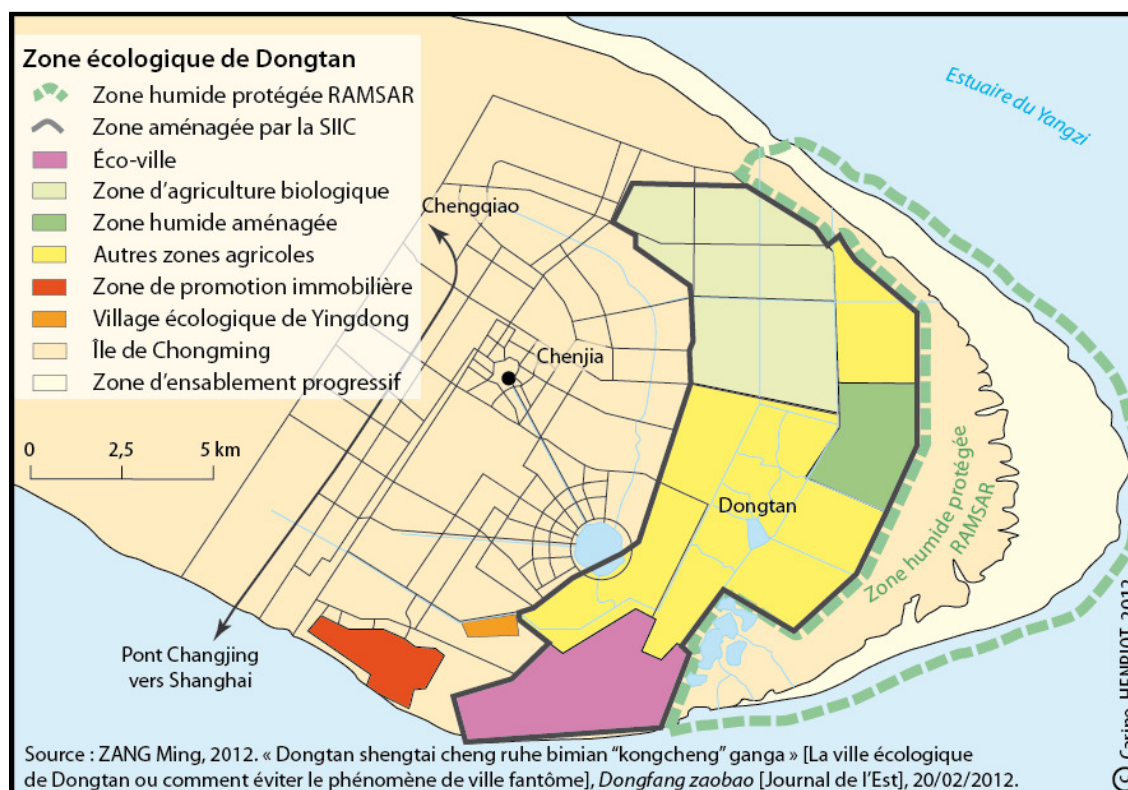 Zone écologique de Dongtan
Zone humide protégée RAMSAR
Zone aménagée par la SIIC
Éco-ville
Zone d'agriculture biologique
Zone humide aménagée
Autres zones agricoles
Zone de promotion immobilière
Village écologique de Yingdong
Île de Chongming
Zone d'ensablement progressif
0 2,5 5 km
Estuaire du Yangzi
Chengqiao
Chenjia
Dongtan
Zone humide protégée
RAMSAR
Pont Changjing
vers Shanghai
Source : ZANG Ming, 2012. « Dongtan shengtai cheng ruhe bimian “kongcheng” ganga » [La ville écologique
de Dongtan ou comment éviter le phénomène de ville fantôme], Dongfang zaobao [Journal de l'Est], 20/02/2012.
© Carine HENRIOT 2012